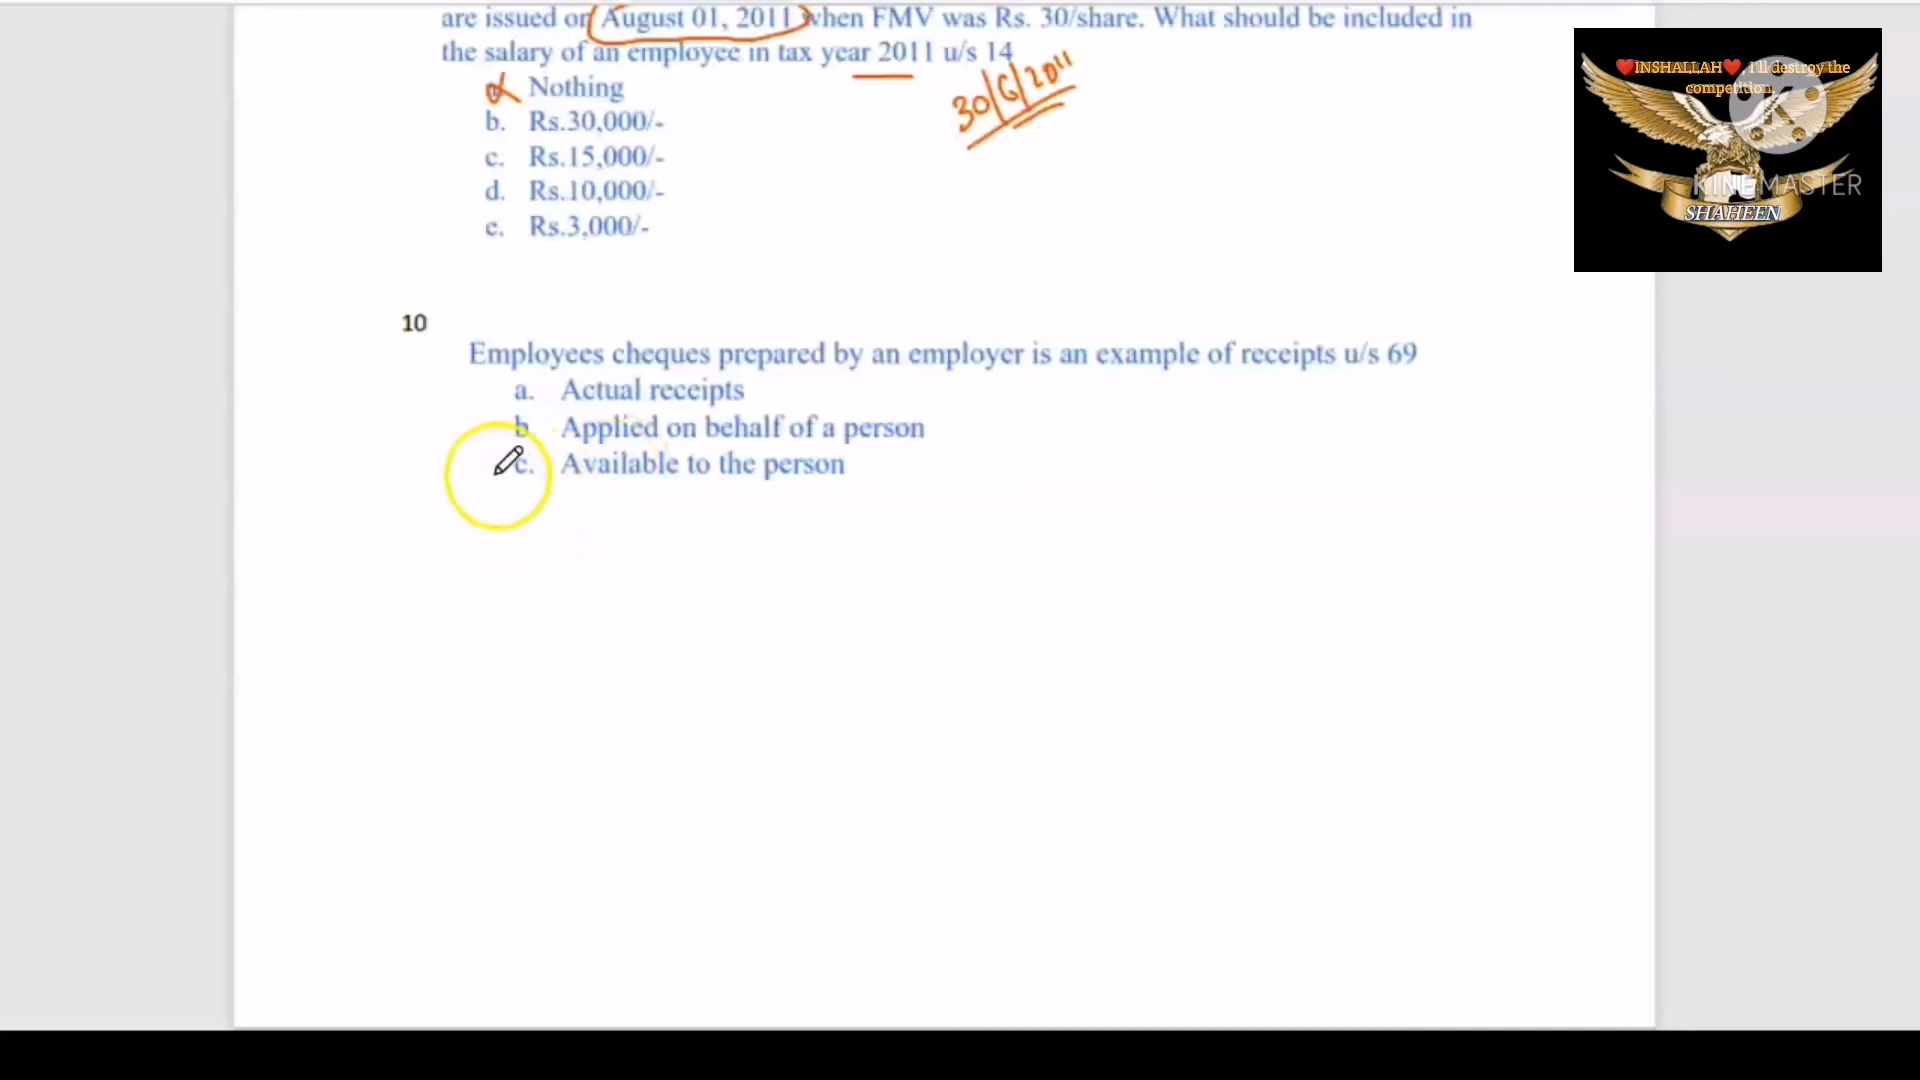 are issued on August 01, 2011 when FMV was Rs. 30/share. What should be included in
the salary of an employee in tax year 2011 u/s 14
Nothing
30/6/2011
b. Rs.30,000/-
c. Rs.15,000/-
d. Rs.10,000/-
e. Rs.3,000/-
10
Employees cheques prepared by an employer is an example of receipts u/s 69
a. Actual receipts
b. Applied on behalf of a person
c. Available to the person
❤️INSHALLAH❤️, I'll destroy the
competition.
KINEMASTER
SHAHEEN